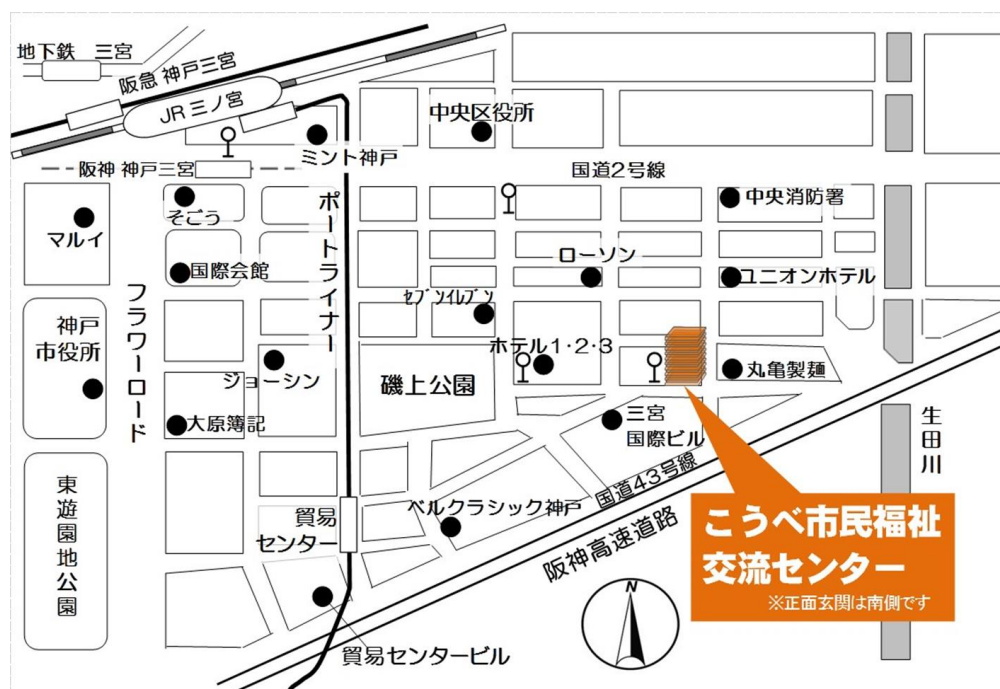 地下鉄 三宮
阪急 神戸三宮
JR 三ノ宮
中央区役所
ミント神戸
阪神 神戸三宮
国道2号線
そごう
マルイ
ポートライナー
中央消防署
国際会館
ローソン
ユニオンホテル
フラワーロード
セブンイレブン
神戸
市役所
ホテル1・2・3
ジョーシン
磯上公園
丸亀製麺
大原簿記
三宮
国際ビル
生田川
国道43号線
東遊園地公園
貿易
センター
ベルクラシック神戸
阪神高速道路
こうべ市民福祉
交流センター
※正面玄関は南側です
N
貿易センタービル